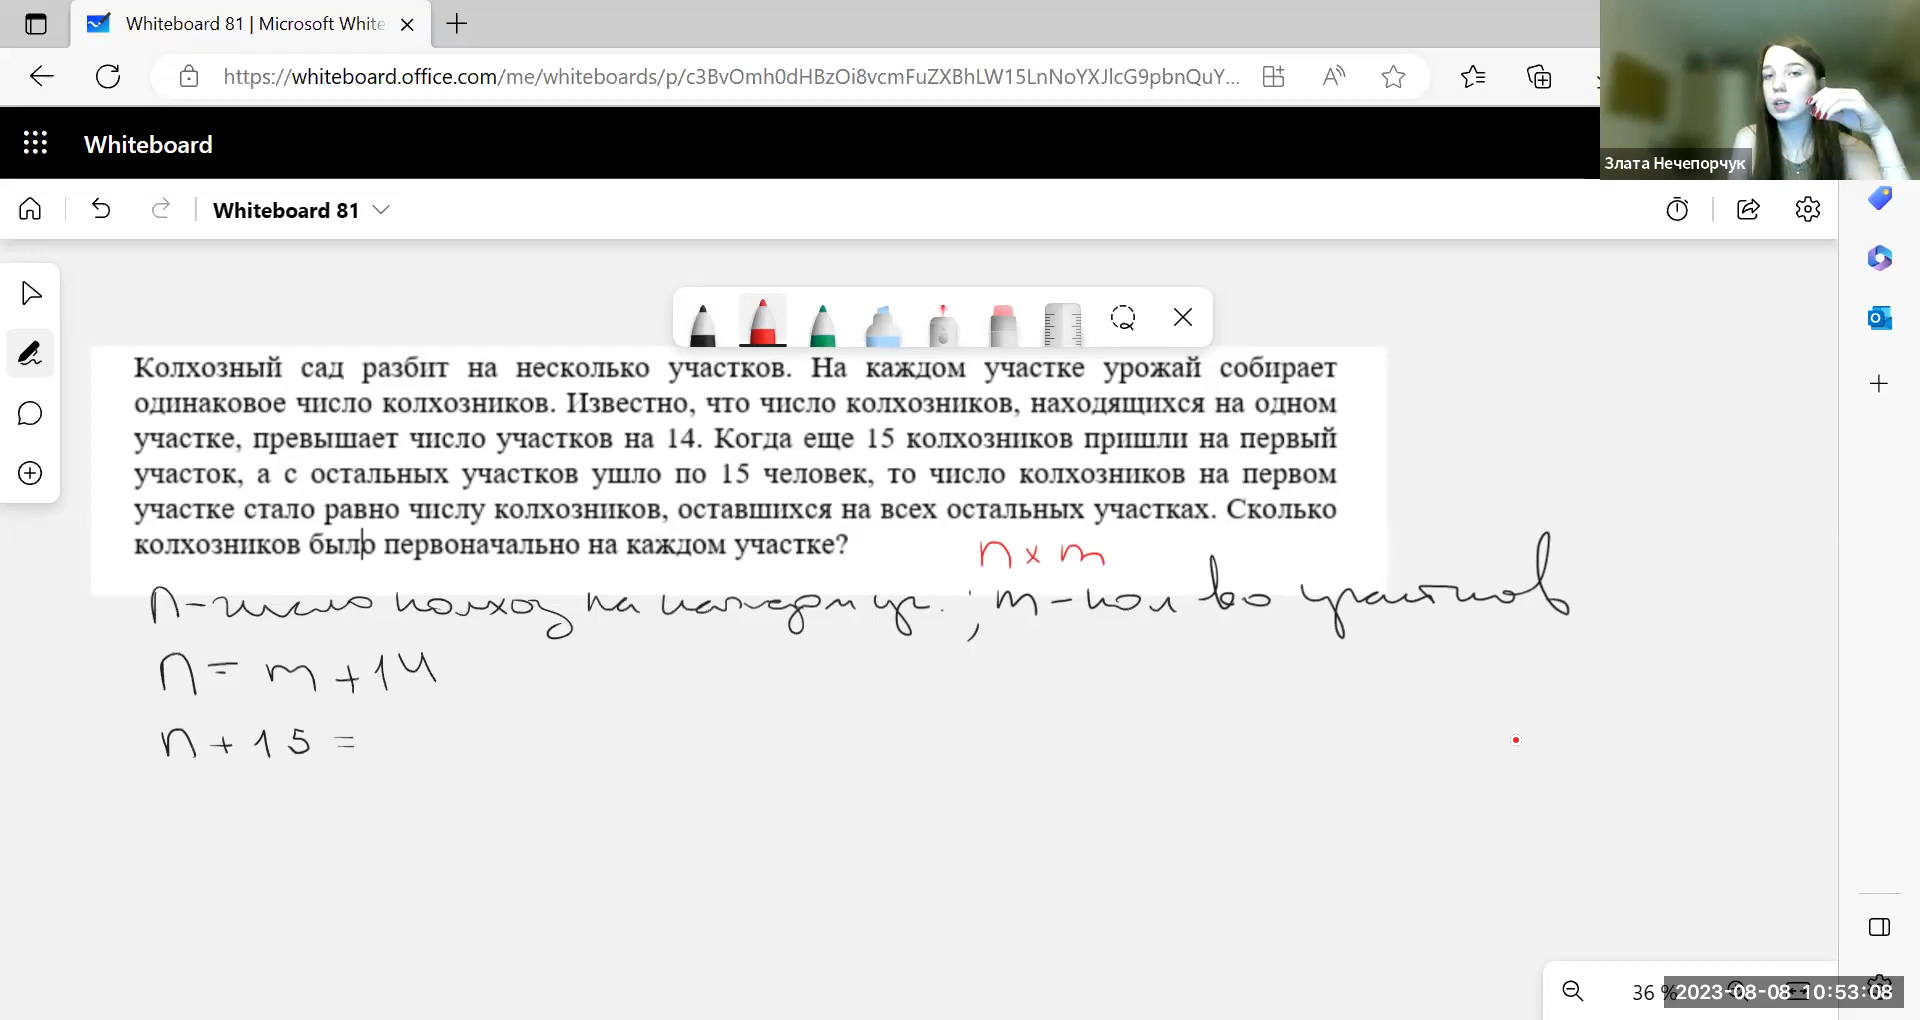 Whiteboard 81 | Microsoft White
https://whiteboard.office.com/me/whiteboards/p/c3BvOmh0dHBzOi8vcmFuZXBhLW15LnNoYXJlcG9pbnQuY...
Whiteboard
Злата Нечепорчук
Whiteboard 81
Колхозный сад разбит на несколько участков. На каждом участке урожай собирает
одинаковое число колхозников. Известно, что число колхозников, находящихся на одном
участке, превышает число участков на 14. Когда еще 15 колхозников пришли на первый
участок, а с остальных участков ушло по 15 человек, то число колхозников на первом
участке стало равно числу колхозников, оставшихся на всех остальных участках. Сколько
колхозников было первоначально на каждом участке?
n × m
n - число колхоз на каждом уч. ; m - кол во участков
n = m + 14
n + 15 =
36 %
2023-08-08 10:53:08